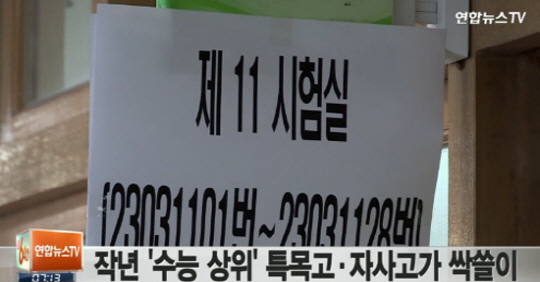 연합뉴스TV
제 11 시험실
[23031101번~23031128번]
연합뉴스TV
07:13
작년 '수능 상위' 특목고·자사고가 싹쓸이